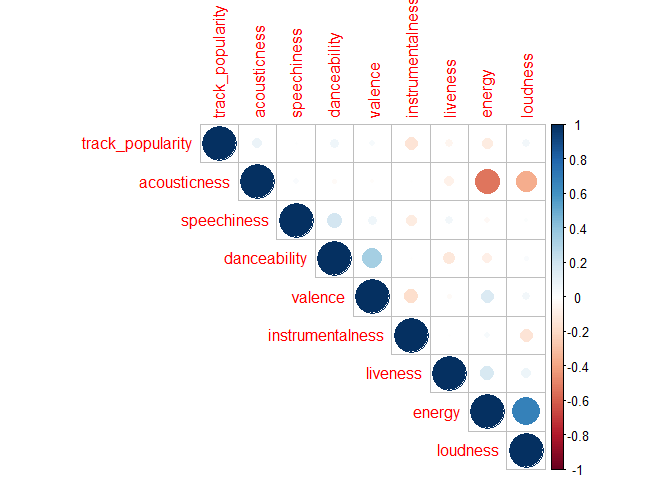 track_popularity
acousticness
speechiness
danceability
valence
instrumentalness
liveness
energy
loudness
track_popularity
acousticness
speechiness
danceability
valence
instrumentalness
liveness
energy
loudness
1
0.8
0.6
0.4
0.2
0
-0.2
-0.4
-0.6
-0.8
-1